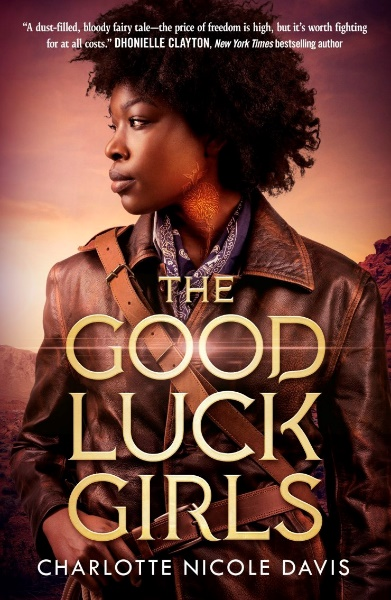 “A dust-filled, bloody fairy tale—the price of freedom is high, but it’s worth fighting
for at all costs.” DHONIELLE CLAYTON, New York Times bestselling author
THE
GOOD
LUCK
GIRLS
CHARLOTTE NICOLE DAVIS